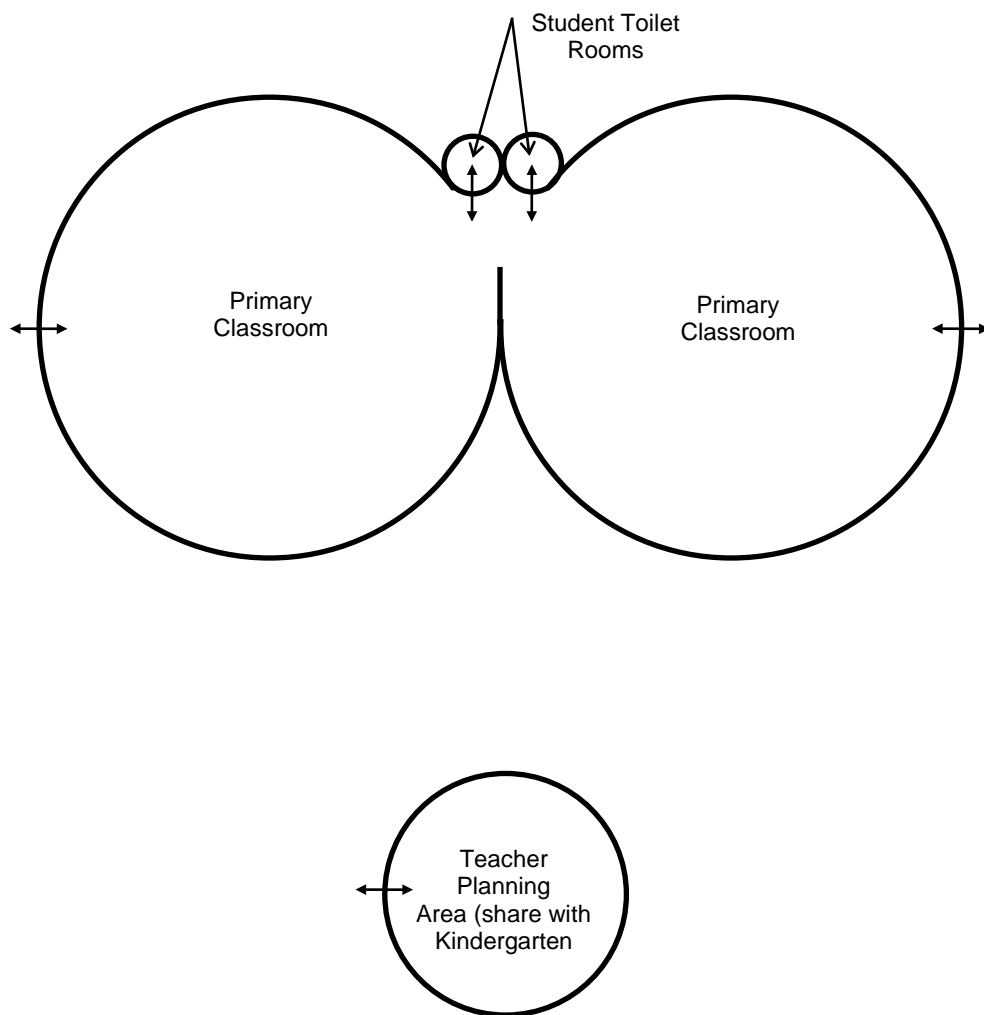 Student Toilet
Rooms
Primary
Classroom
Primary
Classroom
Teacher
Planning
Area (share with
Kindergarten